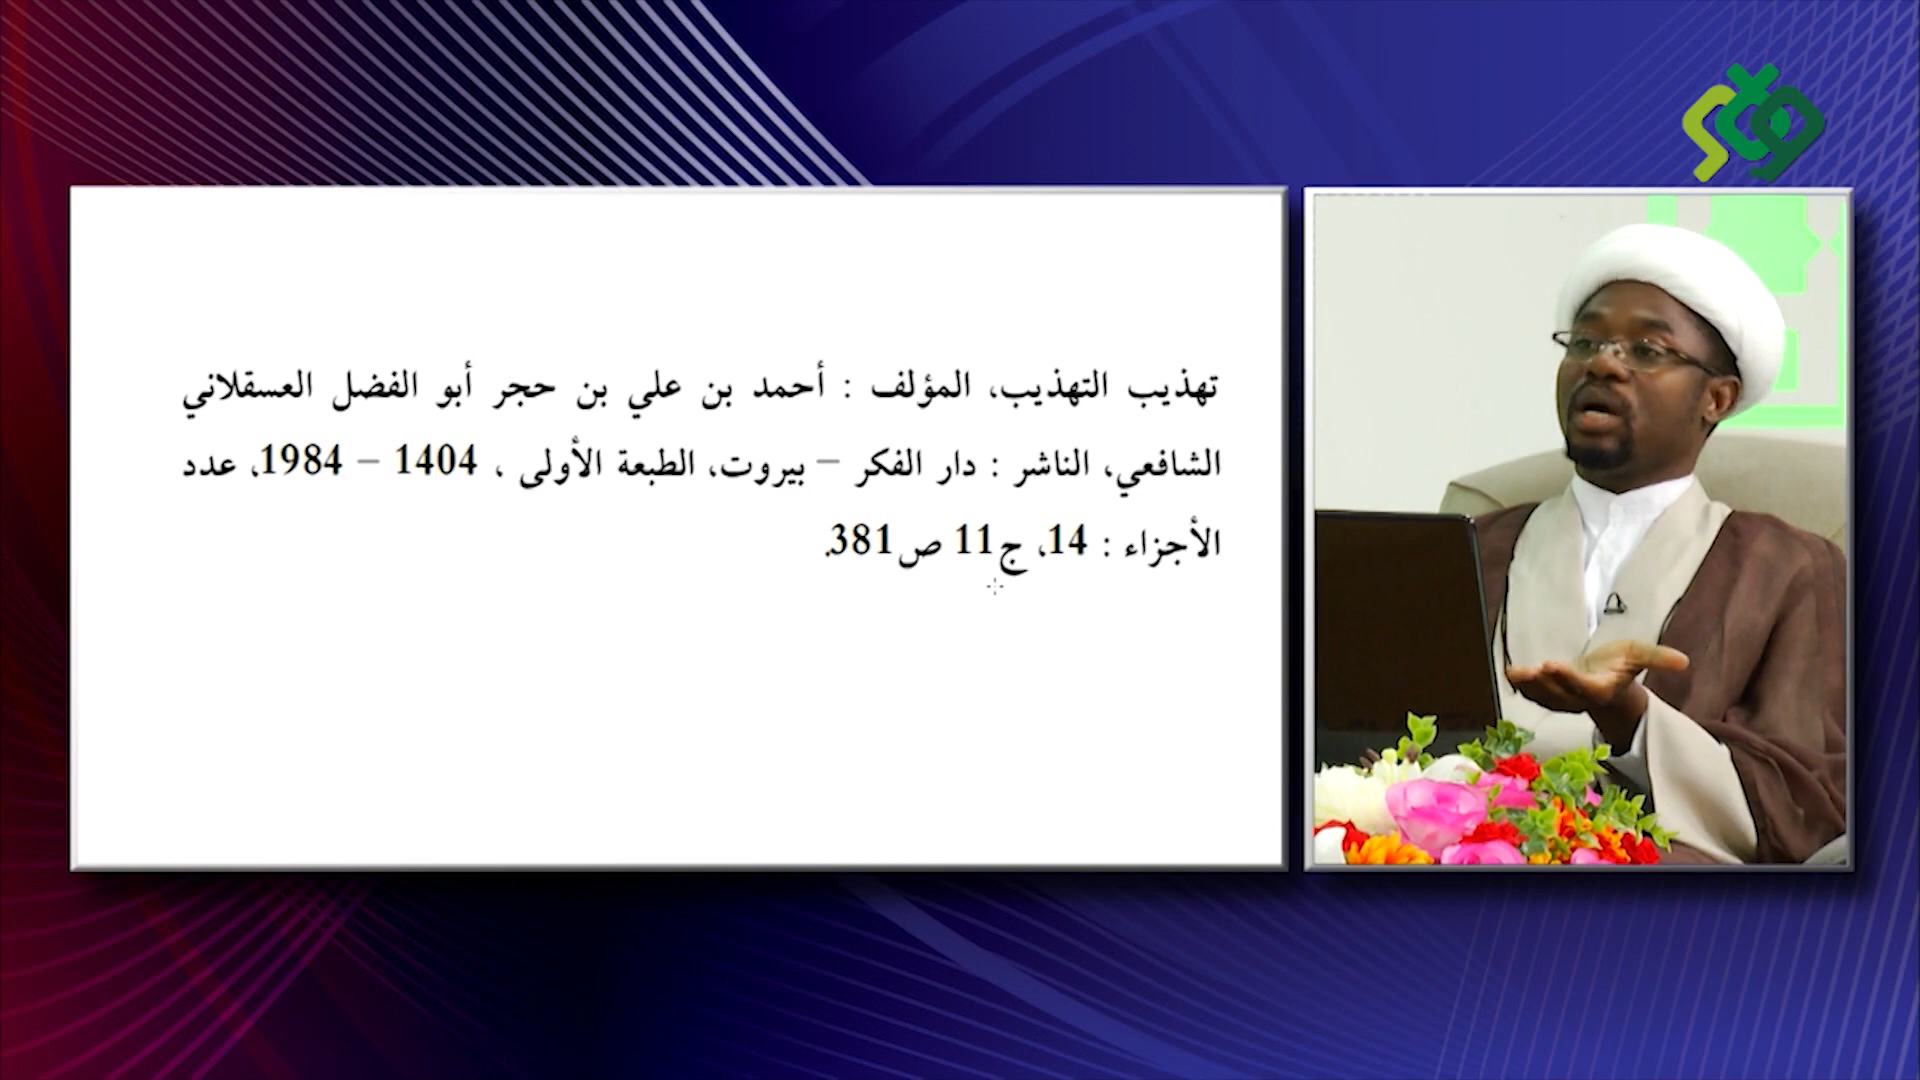 تهذيب التهذيب، المؤلف : أحمد بن علي بن حجر أبو الفضل العسقلاني
الشافعي، الناشر : دار الفكر – بيروت، الطبعة الأولى ، 1404 – 1984، عدد
الأجزاء : 14، ج11 ص381.